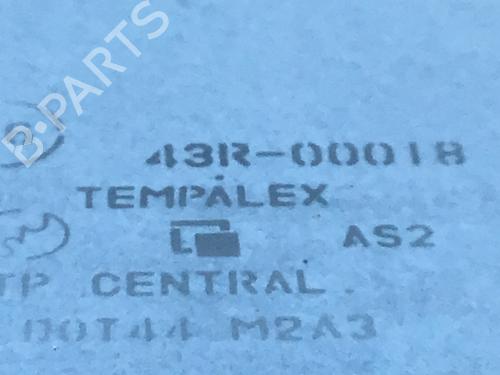 B-PARTS
43R-00018
TEMPALEX
AS2
TP CENTRAL
DOT44 M2A3